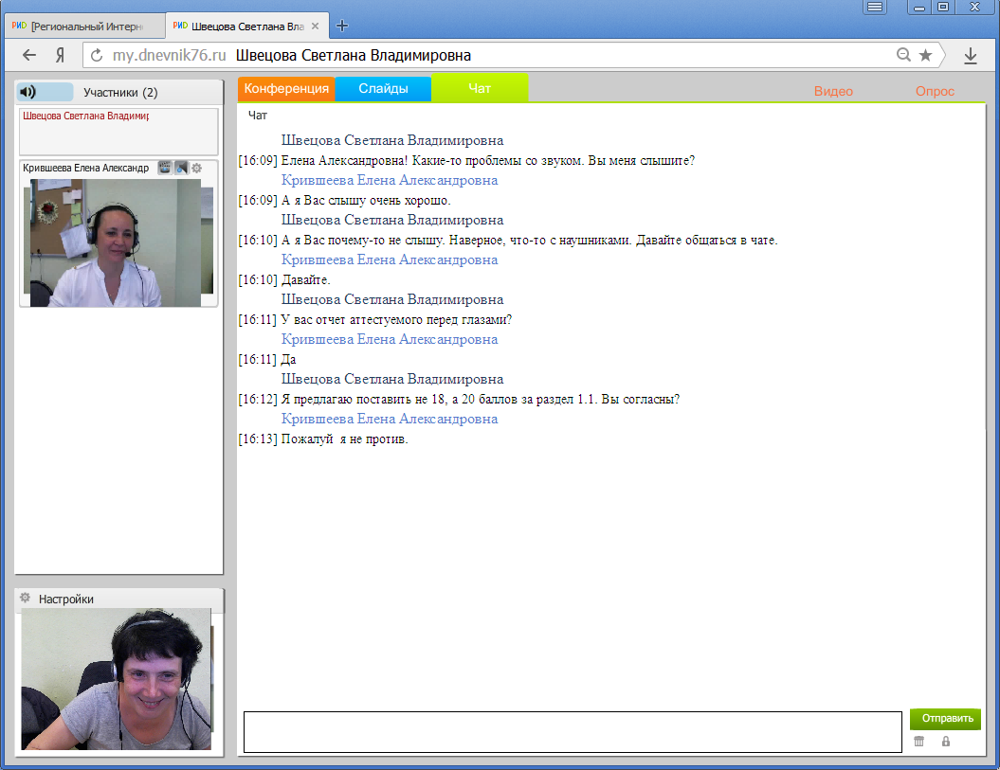 РИD [Региональный Интерн
РИD Швецова Светлана Вла
my.dnevnik76.ru Швецова Светлана Владимировна
Участники (2)
Швецова Светлана Владимир
Крившеева Елена Александр
Настройки
Конференция Слайды Чат Видео Опрос
Чат
Швецова Светлана Владимировна
[16:09] Елена Александровна! Какие-то проблемы со звуком. Вы меня слышите?
Крившеева Елена Александровна
[16:09] А я Вас слышу очень хорошо.
Швецова Светлана Владимировна
[16:10] А я Вас почему-то не слышу. Наверное, что-то с наушниками. Давайте общаться в чате.
Крившеева Елена Александровна
[16:10] Давайте.
Швецова Светлана Владимировна
[16:11] У вас отчет аттестуемого перед глазами?
Крившеева Елена Александровна
[16:11] Да
Швецова Светлана Владимировна
[16:12] Я предлагаю поставить не 18, а 20 баллов за раздел 1.1. Вы согласны?
Крившеева Елена Александровна
[16:13] Пожалуй я не против.
Отправить